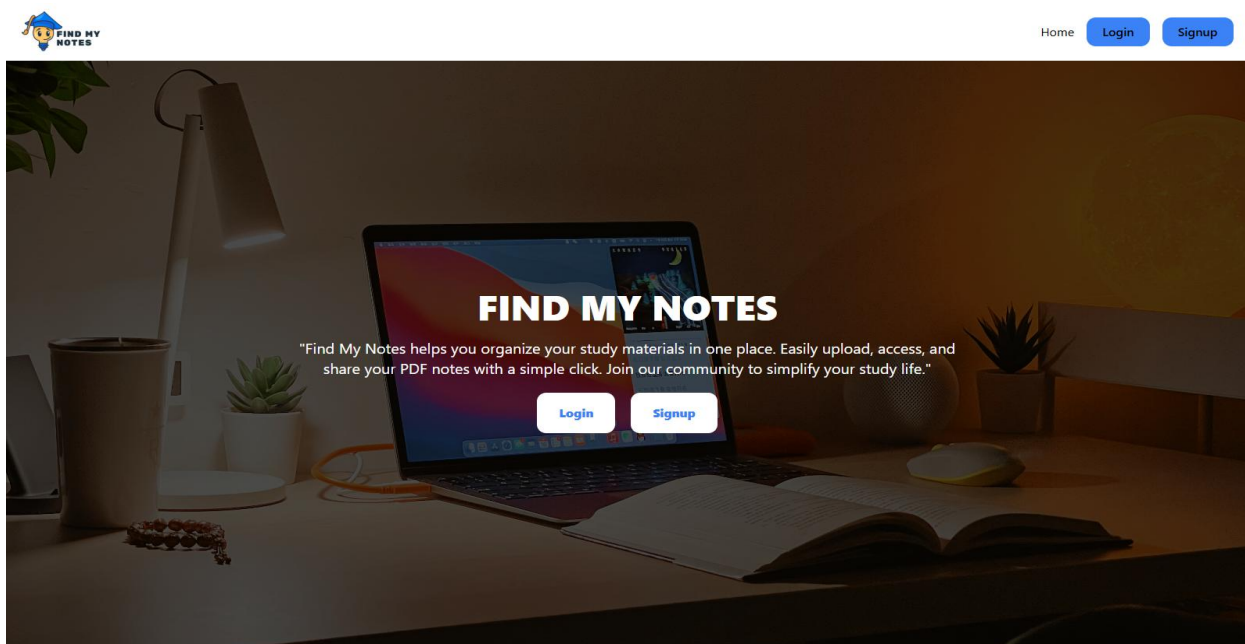 FIND MY
NOTES
Home
Login
Signup
FIND MY NOTES
"Find My Notes helps you organize your study materials in one place. Easily upload, access, and
share your PDF notes with a simple click. Join our community to simplify your study life."
Login
Signup